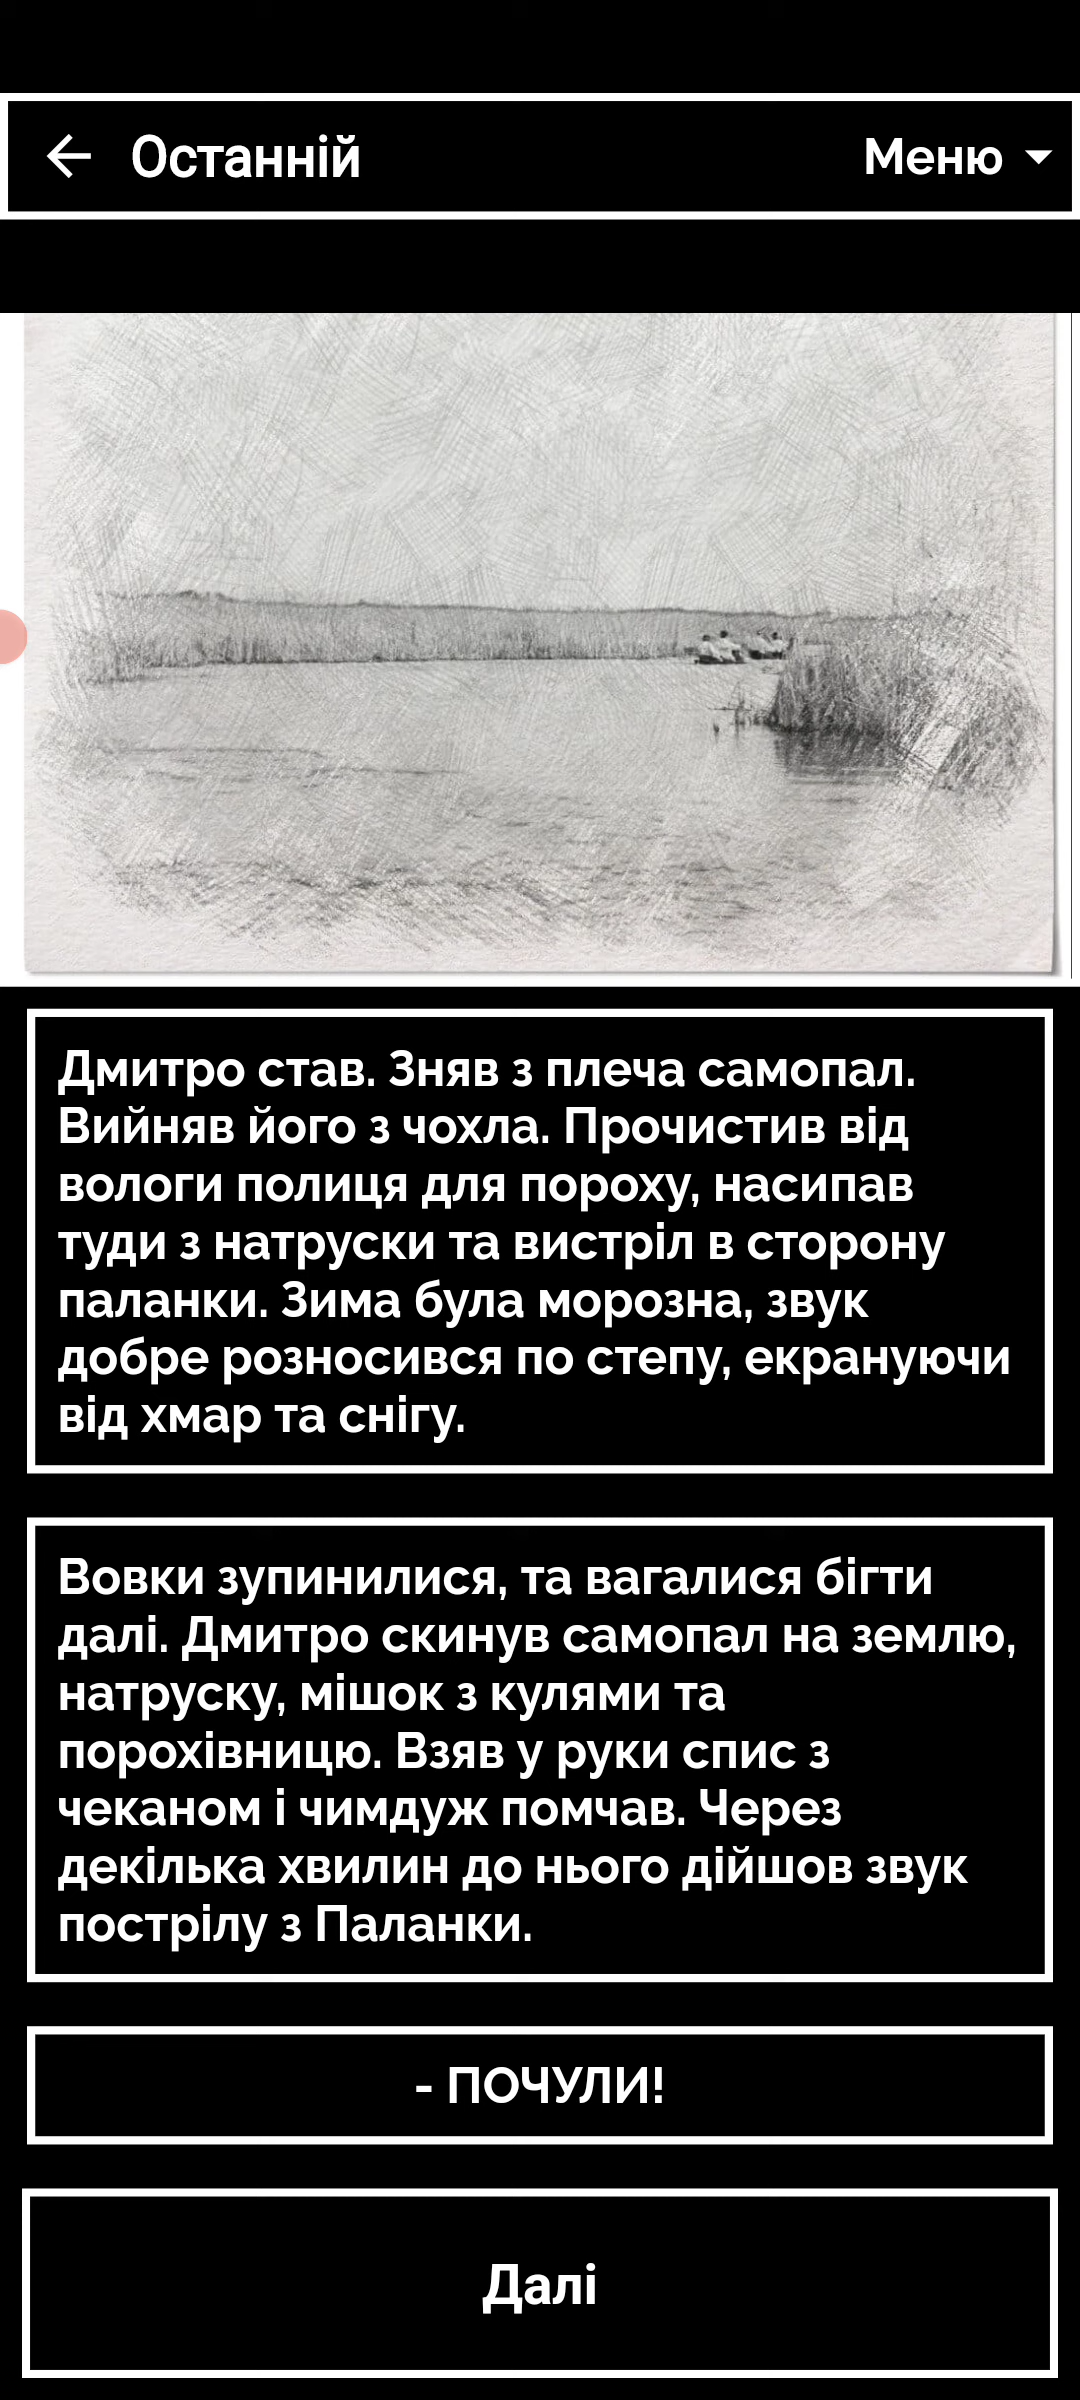 Останній
Меню
Дмитро став. Зняв з плеча самопал.
Вийняв його з чохла. Прочистив від
вологи полиця для пороху, насипав
туди з натруски та вистріл в сторону
паланки. Зима була морозна, звук
добре розносився по степу, екрануючи
від хмар та снігу.
Вовки зупинилися, та вагалися бігти
далі. Дмитро скинув самопал на землю,
натруску, мішок з кулями та
порохівницю. Взяв у руки спис з
чеканом і чимдуж помчав. Через
декілька хвилин до нього дійшов звук
пострілу з Паланки.
- ПОЧУЛИ!
Далі